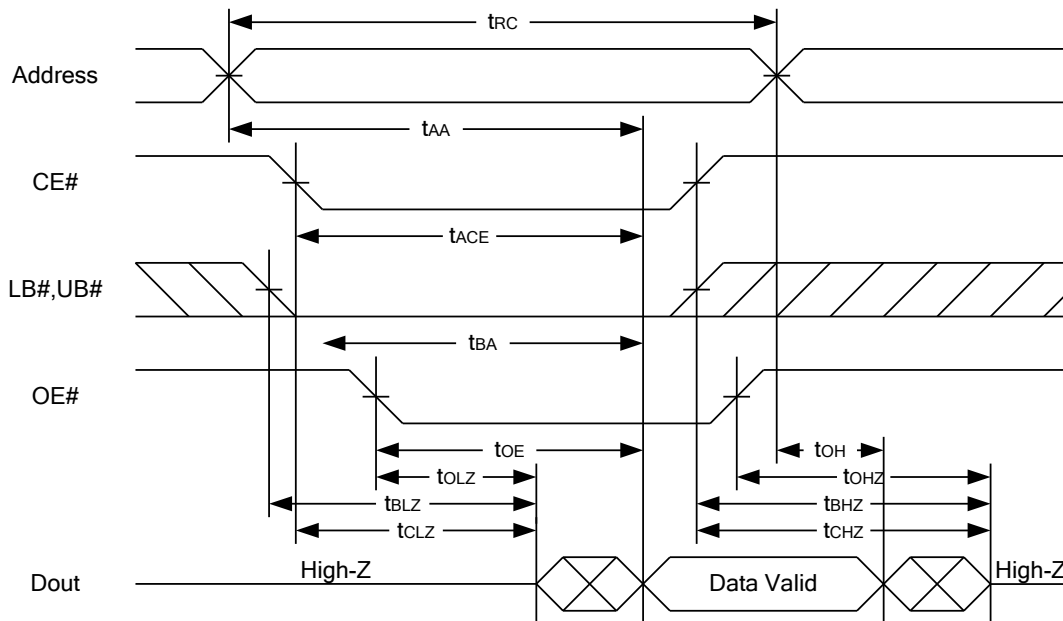 tRC
Address
tAA
CE#
tACE
LB#,UB#
tBA
OE#
tOE
tOH
tOLZ
tOHZ
tBLZ
tBHZ
tCLZ
tCHZ
High-Z
High-Z
Dout
Data Valid